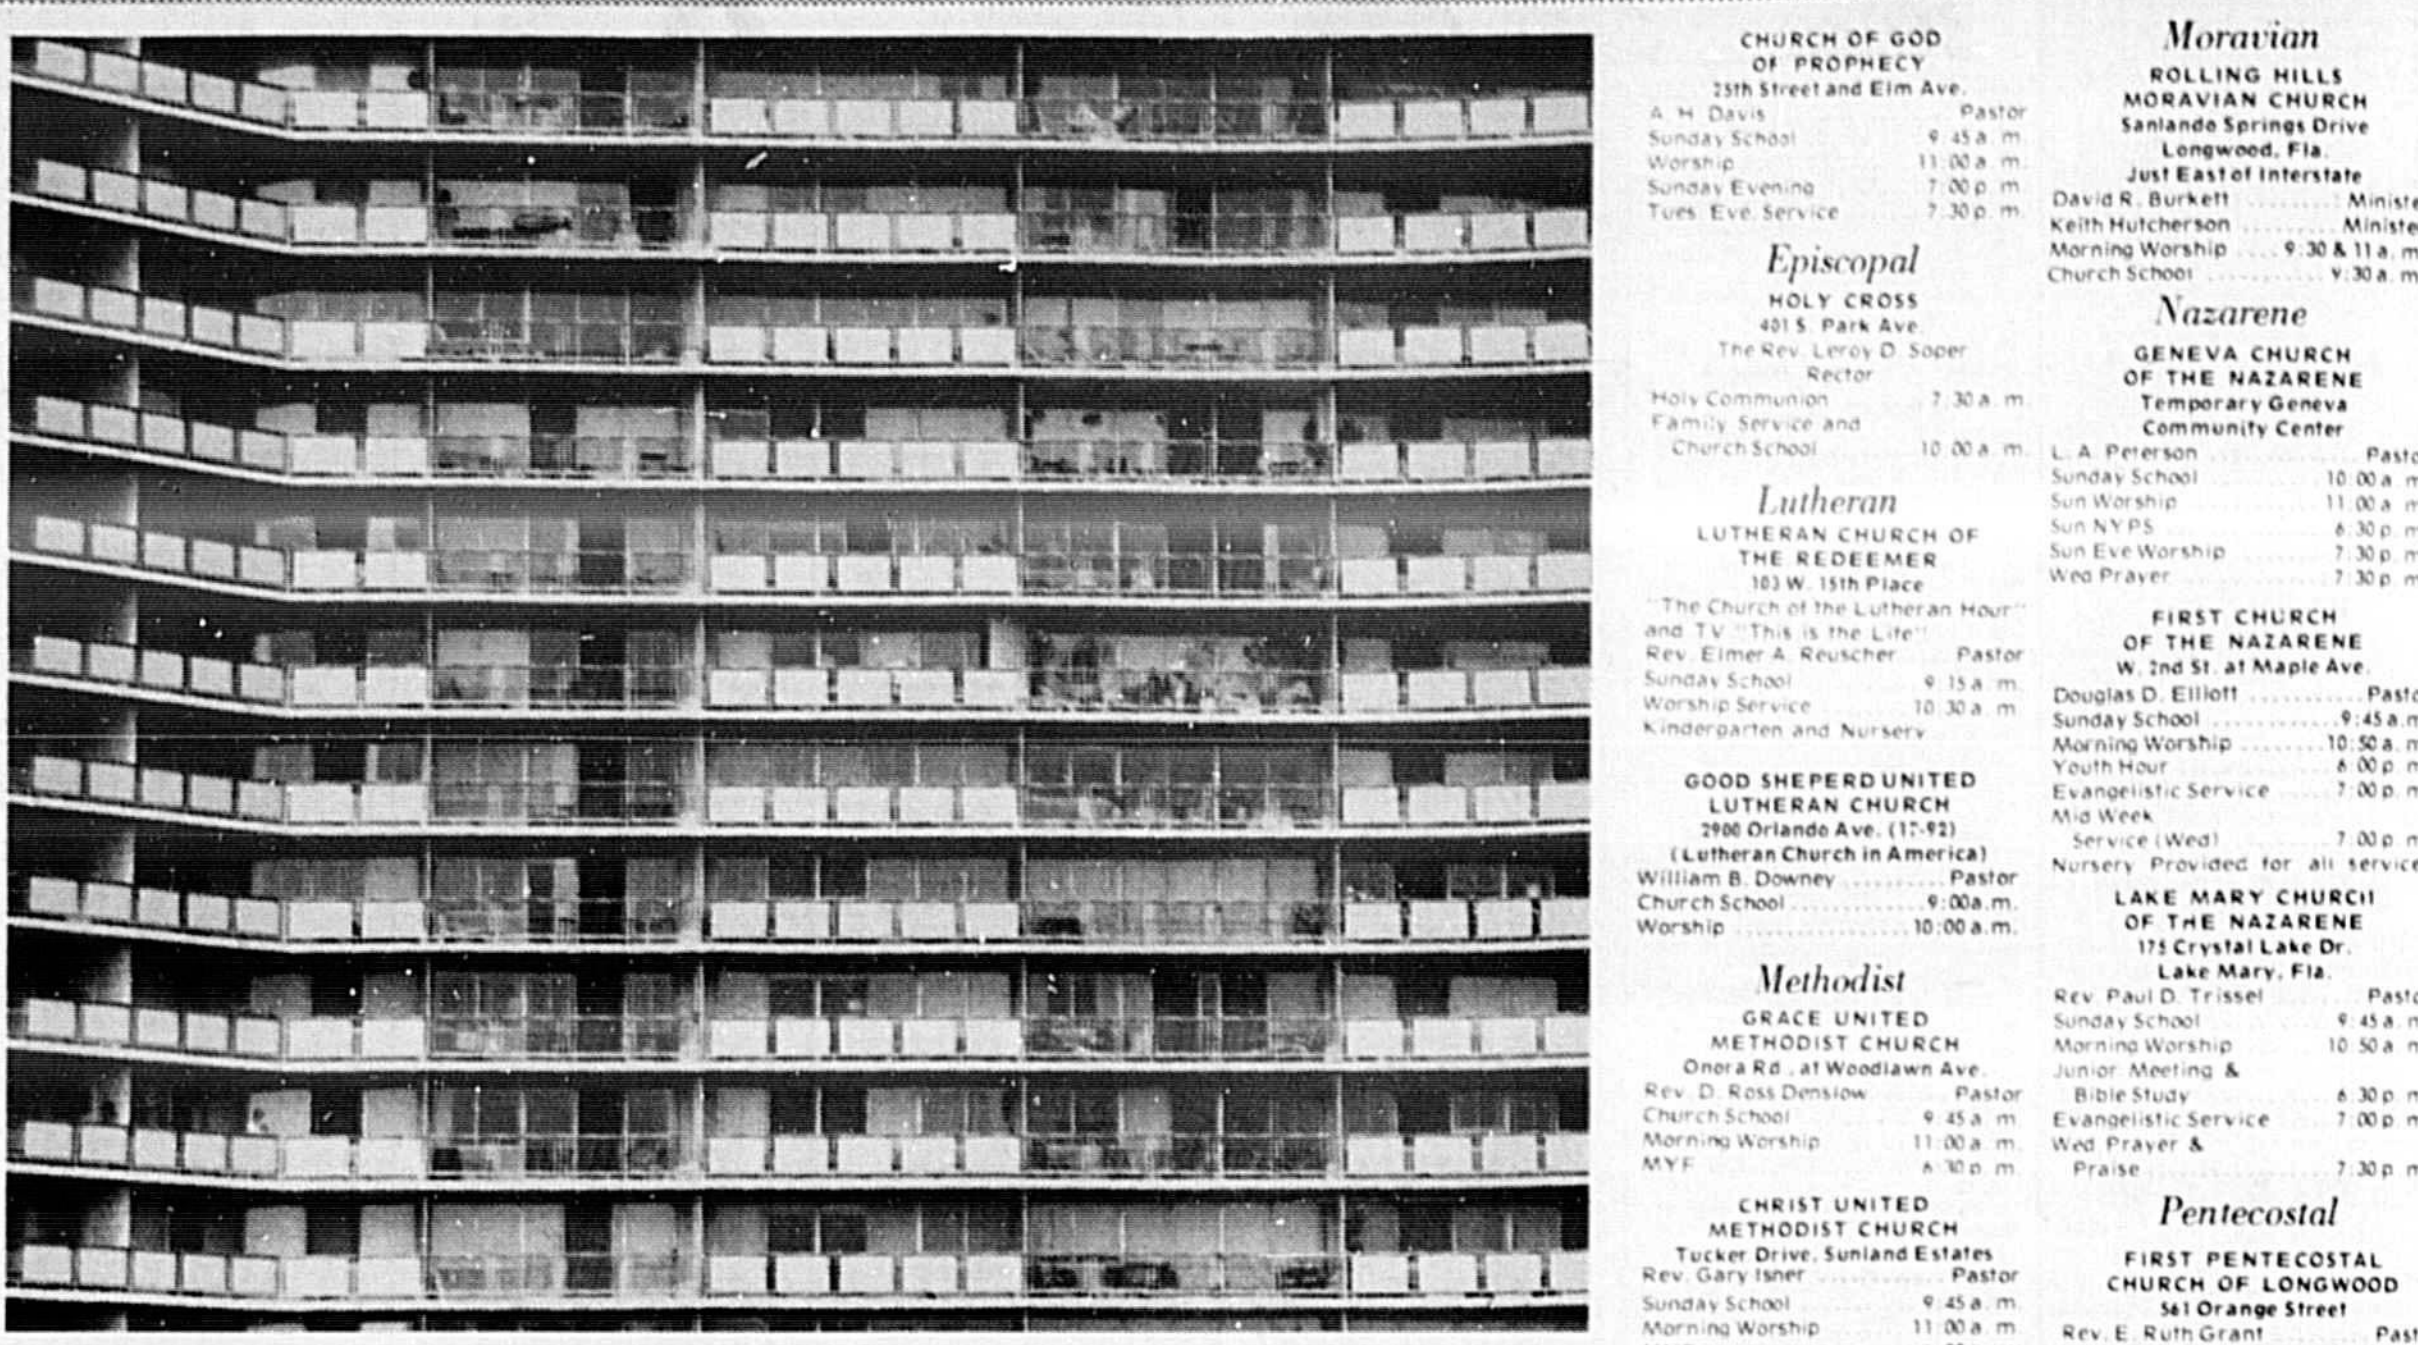 CHURCH OF GOD
OF PROPHECY
25th Street and Elm Ave.
A. H. Davis Pastor
Sunday School 9:45 a. m.
Worship 11:00 a. m.
Sunday Evening 7:00 p. m.
Tues. Eve. Service 7:30 p. m.
Episcopal
HOLY CROSS
401 S. Park Ave.
The Rev. Leroy D. Soper
Rector
Holy Communion 7:30 a. m.
Family Service and
Church School 10:00 a. m.
Lutheran
LUTHERAN CHURCH OF
THE REDEEMER
103 W. 15th Place
"The Church of the Lutheran Hour"
and TV "This is the Life"
Rev. Elmer A. Reuscher Pastor
Sunday School 9:15 a. m.
Worship Service 10:30 a. m.
Kindergarten and Nursery
GOOD SHEPERD UNITED
LUTHERAN CHURCH
2900 Orlando Ave. (17-92)
(Lutheran Church in America)
William B. Downey .......... Pastor
Church School ............ 9:00a.m.
Worship ................ 10:00 a.m.
Methodist
GRACE UNITED
METHODIST CHURCH
Onora Rd., at Woodlawn Ave.
Rev. D. Ross Denslow Pastor
Church School 9:45 a. m.
Morning Worship 11:00 a. m.
MYF 6:30 p. m.
CHRIST UNITED
METHODIST CHURCH
Tucker Drive, Sunland Estates
Rev. Gary Isner Pastor
Sunday School 9:45 a. m.
Morning Worship 11:00 a. m.
Moravian
ROLLING HILLS
MORAVIAN CHURCH
Sanlando Springs Drive
Longwood, Fla.
Just East of Interstate
David R. Burkett ......... Ministe
Keith Hutcherson ......... Ministe
Morning Worship .... 9:30 & 11 a. m
Church School ........... 9:30 a. m
Nazarene
GENEVA CHURCH
OF THE NAZARENE
Temporary Geneva
Community Center
L. A. Peterson Pasto
Sunday School 10:00 a. m
Sun Worship 11:00 a. m
Sun NYPS 6:30 p. m
Sun Eve Worship 7:30 p. m
Wed Prayer 7:30 p. m
FIRST CHURCH
OF THE NAZARENE
W. 2nd St. at Maple Ave.
Douglas D. Elliott ........... Pasto
Sunday School ............ 9:45 a.m
Morning Worship ........ 10:50 a. m
Youth Hour 6:00 p. m
Evangelistic Service 7:00 p. m
Mid Week
Service (Wed) 7:00 p. m
Nursery Provided for all service
LAKE MARY CHURCH
OF THE NAZARENE
175 Crystal Lake Dr.
Lake Mary, Fla.
Rev. Paul D. Trissel Pasto
Sunday School 9:45 a. m
Morning Worship 10:50 a. m
Junior Meeting &
Bible Study 6:30 p. m
Evangelistic Service 7:00 p. m
Wed. Prayer &
Praise 7:30 p. m
Pentecostal
FIRST PENTECOSTAL
CHURCH OF LONGWOOD
561 Orange Street
Rev. E. Ruth Grant Past